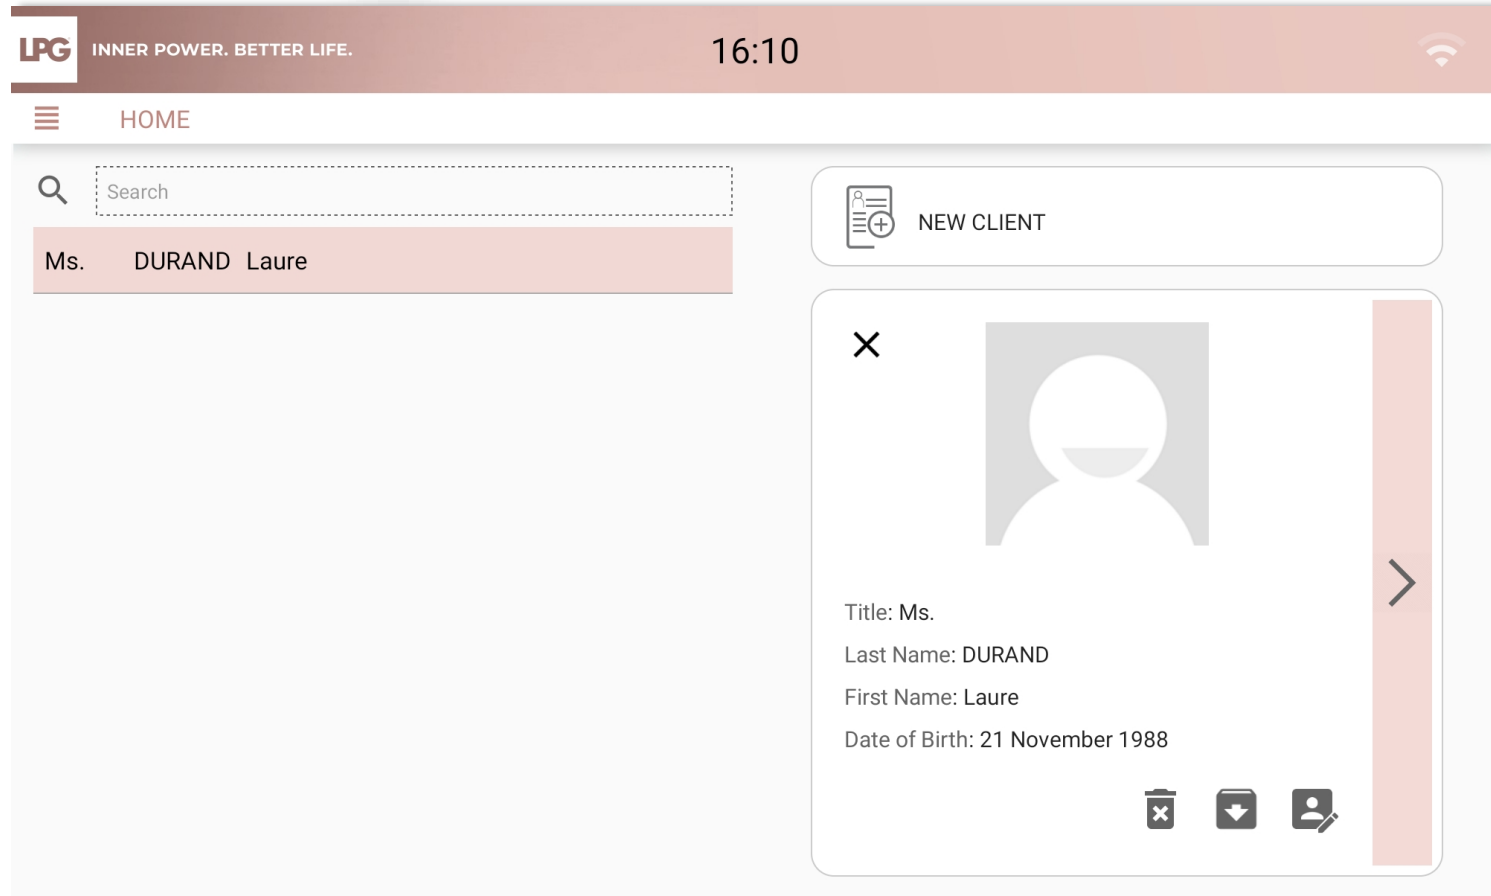 LPG INNER POWER. BETTER LIFE.
16:10
HOME
Search
Ms. DURAND Laure
NEW CLIENT
Title: Ms.
Last Name: DURAND
First Name: Laure
Date of Birth: 21 November 1988